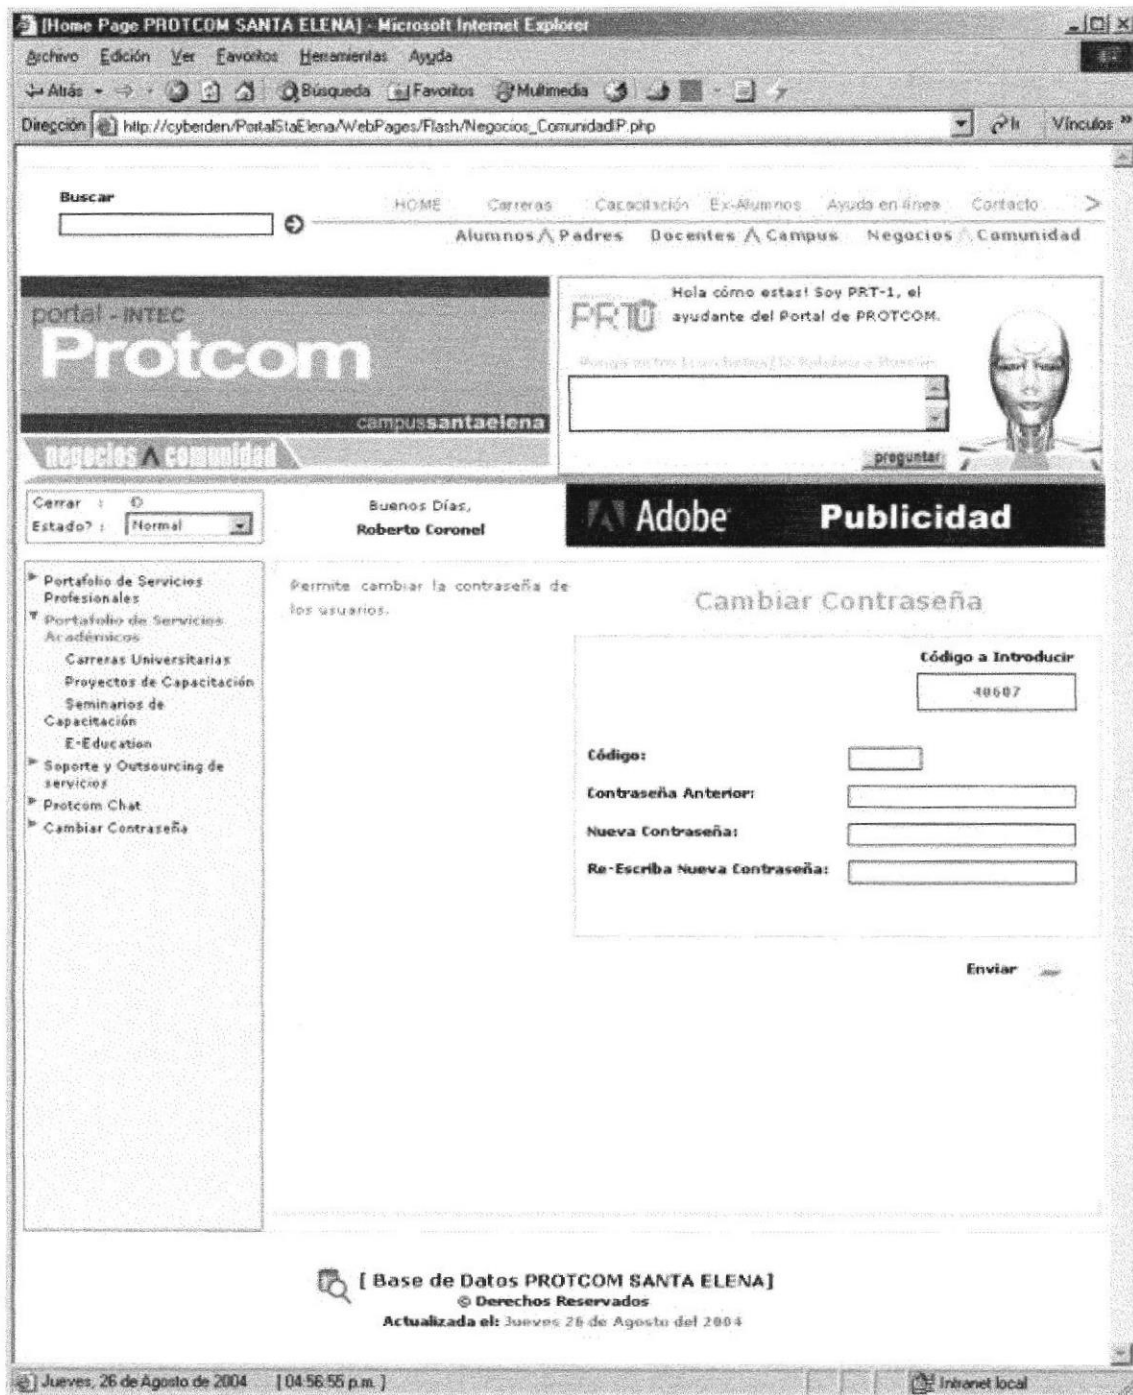 [Home Page PROTCOM SANTA ELENA] - Microsoft Internet Explorer
Archivo Edición Ver Favoritos Herramientas Ayuda
Atrás Búsqueda Favoritos Multimedia
Dirección http://cyberden/PortalStaElena/WebPages/Flash/Negocios_ComunidadIP.php Ir Vínculos »
Buscar
HOME Carreras Capacitación Ex-Alumnos Ayuda en línea Contacto >
Alumnos Λ Padres Docentes Λ Campus Negocios Λ Comunidad
portal - INTEC
Protcom
campussantaelena
negocios Λ comunidad
Hola cómo estas! Soy PRT-1, el
ayudante del Portal de PROTCOM.
preguntar
Cerrar :
Estado? : Normal
Buenos Días,
Roberto Coronel
Adobe Publicidad
Portafolio de Servicios
Profesionales
Portafolio de Servicios
Académicos
Carreras Universitarias
Proyectos de Capacitación
Seminarios de
Capacitación
E-Education
Soporte y Outsourcing de
servicios
Protcom Chat
Cambiar Contraseña
Permite cambiar la contraseña de
los usuarios.
Cambiar Contraseña
Código a Introducir
40607
Código:
Contraseña Anterior:
Nueva Contraseña:
Re-Escriba Nueva Contraseña:
Enviar
[ Base de Datos PROTCOM SANTA ELENA]
© Derechos Reservados
Actualizada el: Jueves 26 de Agosto del 2004
Jueves, 26 de Agosto de 2004 [ 04:56:55 p.m. ] Intranet local